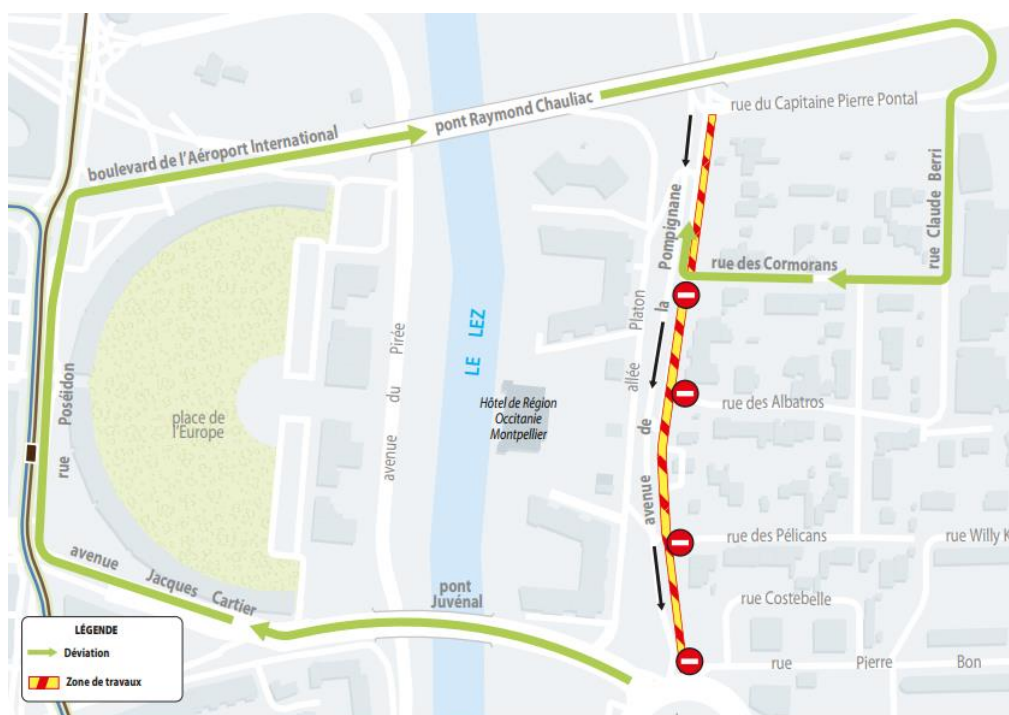 rue du Capitaine Pierre Pontal
pont Raymond Chauliac
boulevard de l'Aéroport International
rue Claude Berri
avenue de la Pompignane
rue des Cormorans
allée Platon
LE LEZ
avenue du Pirée
rue Poséidon
place de
l'Europe
Hôtel de Région
Occitanie
Montpellier
rue des Albatros
rue des Pélicans
rue Willy K
avenue Jacques Cartier
pont
Juvénal
rue Costebelle
rue Pierre Bon
LÉGENDE
Déviation
Zone de travaux